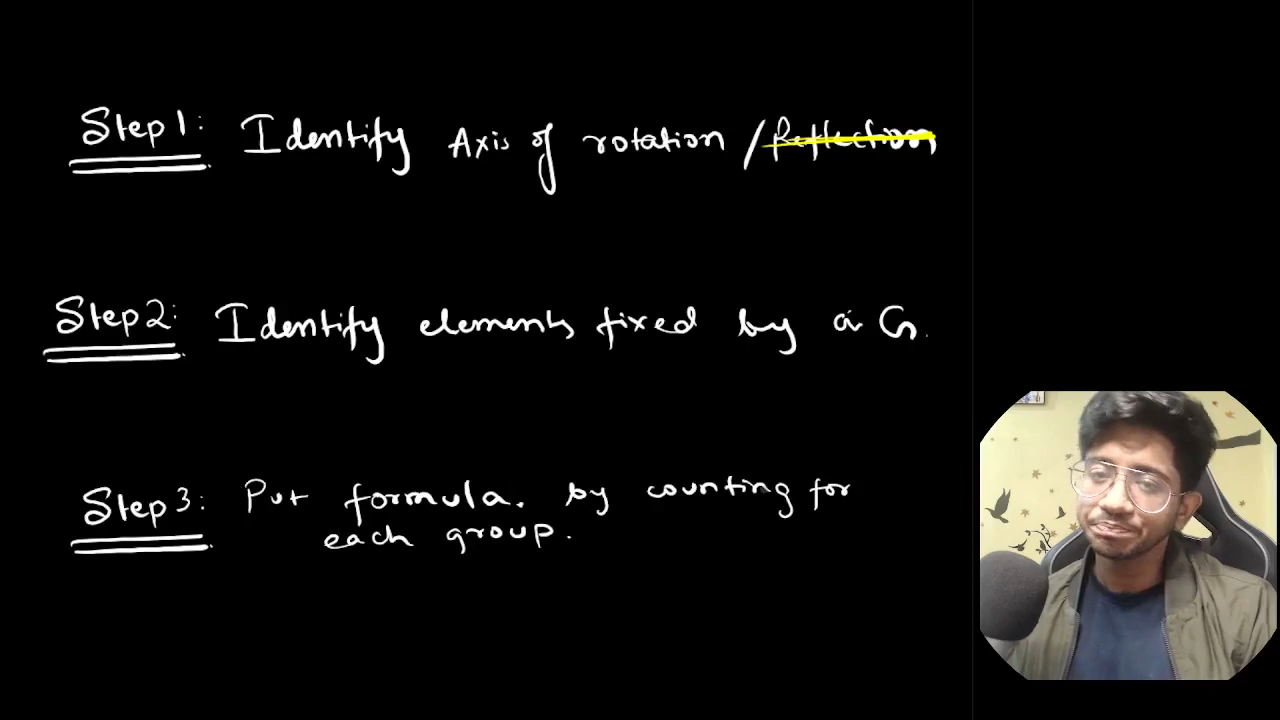 Step 1: Identify Axis of rotation / Reflection
Step 2: Identify elements fixed by a G.
Step 3: Put formula. by counting for
each group.